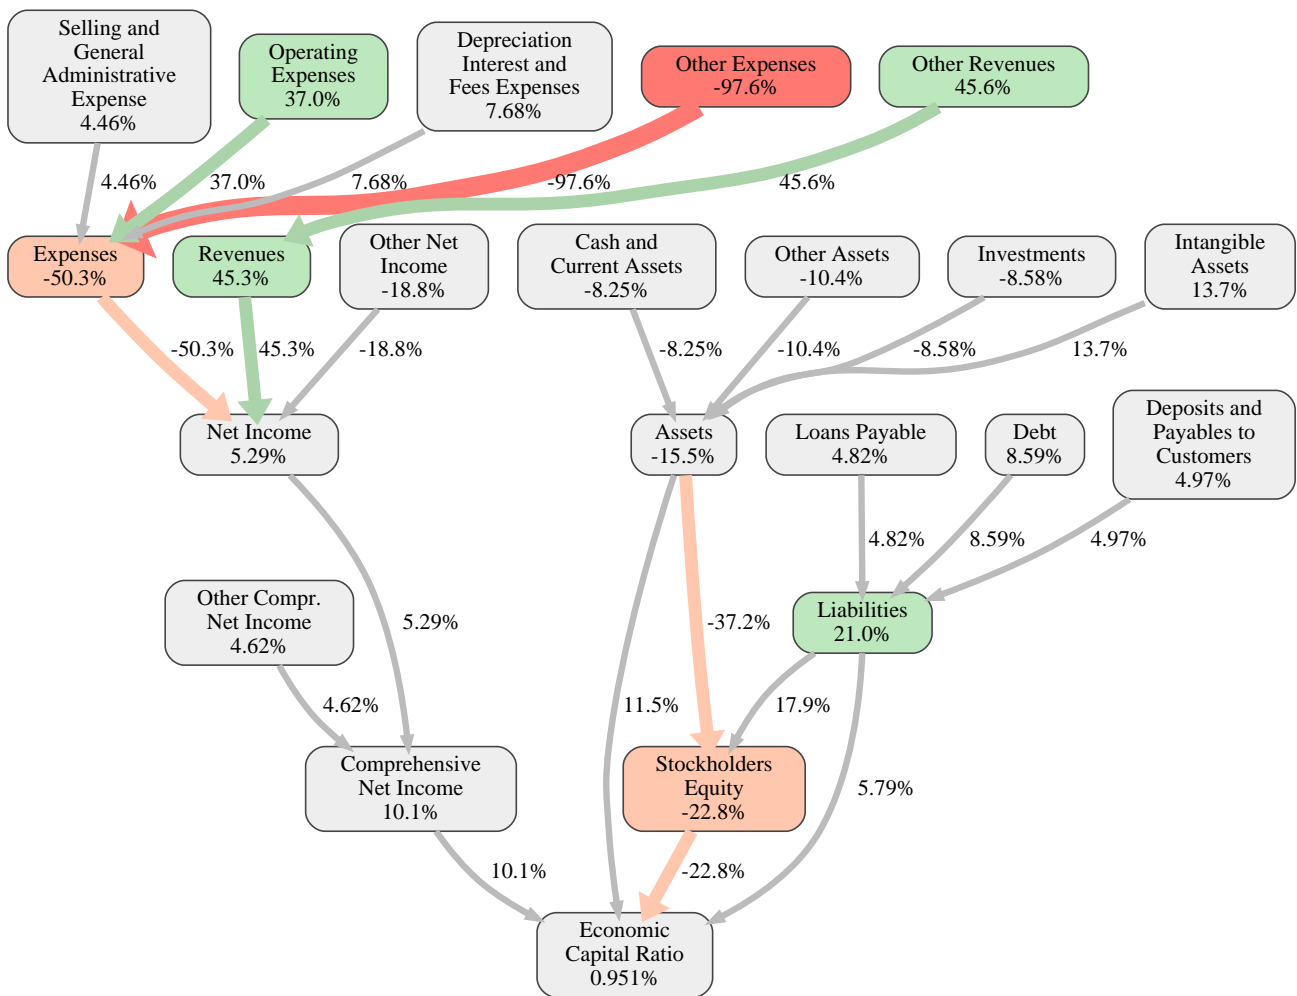 Selling and
General
Administrative
Expense
4.46%
Operating
Expenses
37.0%
Depreciation
Interest and
Fees Expenses
7.68%
Other Expenses
-97.6%
Other Revenues
45.6%
4.46%
37.0%
7.68%
-97.6%
45.6%
Expenses
-50.3%
Revenues
45.3%
Other Net
Income
-18.8%
Cash and
Current Assets
-8.25%
Other Assets
-10.4%
Investments
-8.58%
Intangible
Assets
13.7%
-50.3%
45.3%
-18.8%
-8.25%
-10.4%
-8.58%
13.7%
Net Income
5.29%
Assets
-15.5%
Loans Payable
4.82%
Debt
8.59%
Deposits and
Payables to
Customers
4.97%
4.82%
8.59%
4.97%
Other Compr.
Net Income
4.62%
5.29%
-37.2%
Liabilities
21.0%
4.62%
11.5%
17.9%
Comprehensive
Net Income
10.1%
Stockholders
Equity
-22.8%
5.79%
10.1%
-22.8%
Economic
Capital Ratio
0.951%